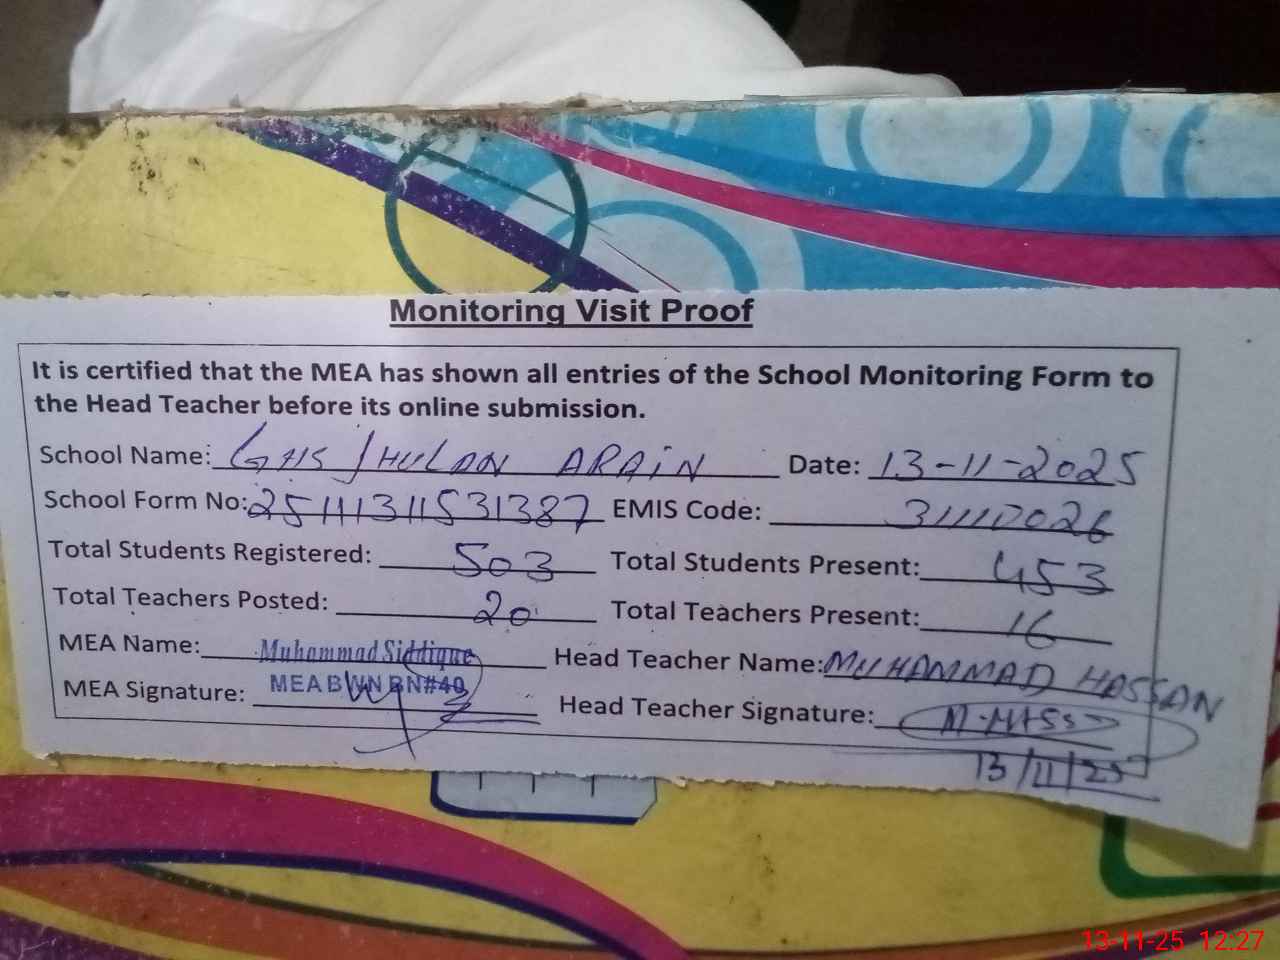 Monitoring Visit Proof
It is certified that the MEA has shown all entries of the School Monitoring Form to
the Head Teacher before its online submission.
School Name: GHS JHULAN ARAIN Date: 13-11-2025
School Form No: 25111311531387 EMIS Code: 31110026
Total Students Registered: 503 Total Students Present: 453
Total Teachers Posted: 20 Total Teachers Present: 16
MEA Name: Muhammad Siddique Head Teacher Name: MUHAMMAD HASSAN
MEA Signature: MEA BWN BN#40 Head Teacher Signature:
13/11/25
13-11-25 12:27